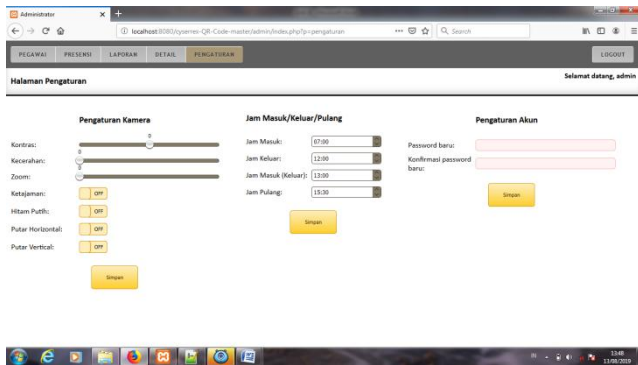 Administrator
localhost:8080/cyserres-QR-Code-master/admin/index.php?p=pengaturan
Search
PEGAWAI PRESENSI LAPORAN DETAIL PENGATURAN LOGOUT
Halaman Pengaturan
Selamat datang, admin
Pengaturan Kamera
Kontras: 0
Kecerahan: 0
Zoom: 0
Ketajaman: OFF
Hitam Putih: OFF
Putar Horizontal: OFF
Putar Vertical: OFF
Simpan
Jam Masuk/Keluar/Pulang
Jam Masuk: 07:00
Jam Keluar: 12:00
Jam Masuk (Keluar): 13:00
Jam Pulang: 15:30
Simpan
Pengaturan Akun
Password baru:
Konfirmasi password
baru:
Simpan
13:48
13/08/2019